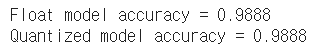 Float model accuracy = 0.9888
Quantized model accuracy = 0.9888